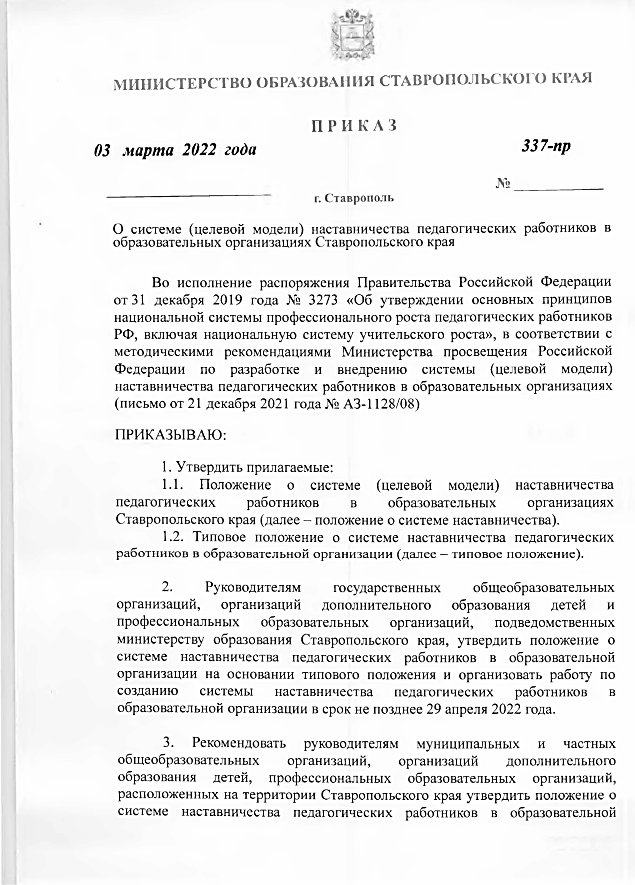 МИНИСТЕРСТВО ОБРАЗОВАНИЯ СТАВРОПОЛЬСКОГО КРАЯ
П Р И К А З
03 марта 2022 года
337-пр
№
г. Ставрополь
О системе (целевой модели) наставничества педагогических работников в
образовательных организациях Ставропольского края
Во исполнение распоряжения Правительства Российской Федерации
от 31 декабря 2019 года № 3273 «Об утверждении основных принципов
национальной системы профессионального роста педагогических работников
РФ, включая национальную систему учительского роста», в соответствии с
методическими рекомендациями Министерства просвещения Российской
Федерации по разработке и внедрению системы (целевой модели)
наставничества педагогических работников в образовательных организациях
(письмо от 21 декабря 2021 года № АЗ-1128/08)
ПРИКАЗЫВАЮ:
1. Утвердить прилагаемые:
1.1. Положение о системе (целевой модели) наставничества
педагогических работников в образовательных организациях
Ставропольского края (далее – положение о системе наставничества).
1.2. Типовое положение о системе наставничества педагогических
работников в образовательной организации (далее – типовое положение).
2. Руководителям государственных общеобразовательных
организаций, организаций дополнительного образования детей и
профессиональных образовательных организаций, подведомственных
министерству образования Ставропольского края, утвердить положение о
системе наставничества педагогических работников в образовательной
организации на основании типового положения и организовать работу по
созданию системы наставничества педагогических работников в
образовательной организации в срок не позднее 29 апреля 2022 года.
3. Рекомендовать руководителям муниципальных и частных
общеобразовательных организаций, организаций дополнительного
образования детей, профессиональных образовательных организаций,
расположенных на территории Ставропольского края утвердить положение о
системе наставничества педагогических работников в образовательной